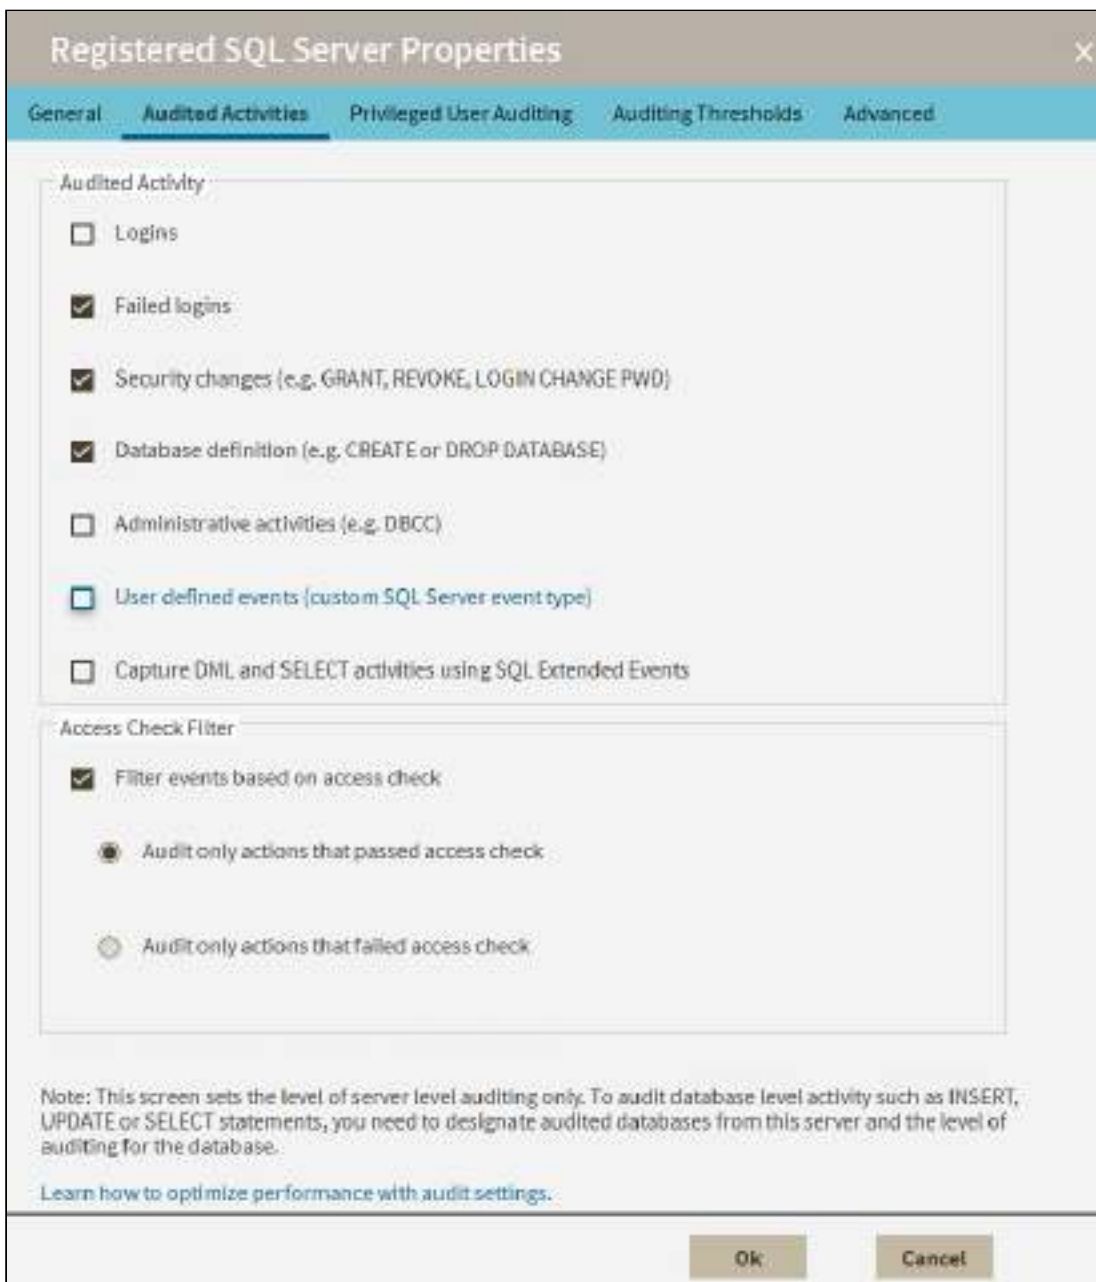 Registered SQL Server Properties
General Audited Activities Privileged User Auditing Auditing Thresholds Advanced
Audited Activity
Logins
Failed logins
Security changes (e.g. GRANT, REVOKE, LOGIN CHANGE PWD)
Database definition (e.g. CREATE or DROP DATABASE)
Administrative activities (e.g. DBCC)
User defined events (custom SQL Server event type)
Capture DML and SELECT activities using SQL Extended Events
Access Check Filter
Filter events based on access check
Audit only actions that passed access check
Audit only actions that failed access check
Note: This screen sets the level of server level auditing only. To audit database level activity such as INSERT,
UPDATE or SELECT statements, you need to designate audited databases from this server and the level of
auditing for the database.
Learn how to optimize performance with audit settings.
Ok Cancel